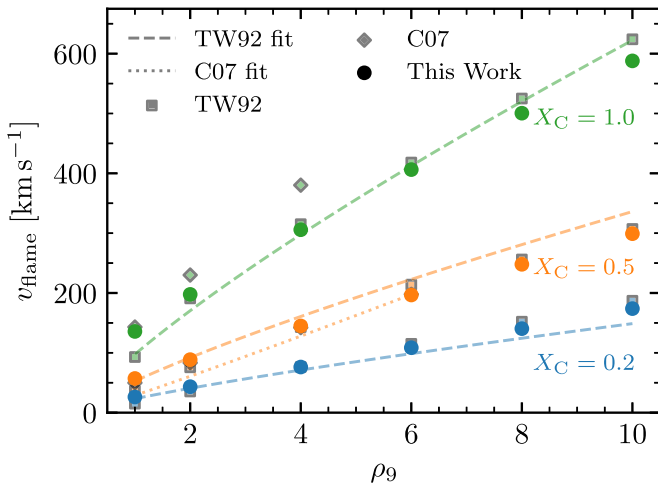 TW92 fit
C07 fit
TW92
C07
This Work
600
400
200
0
v_flame [km s⁻¹]
X_C = 1.0
X_C = 0.5
X_C = 0.2
2 4 6 8 10
ρ₉